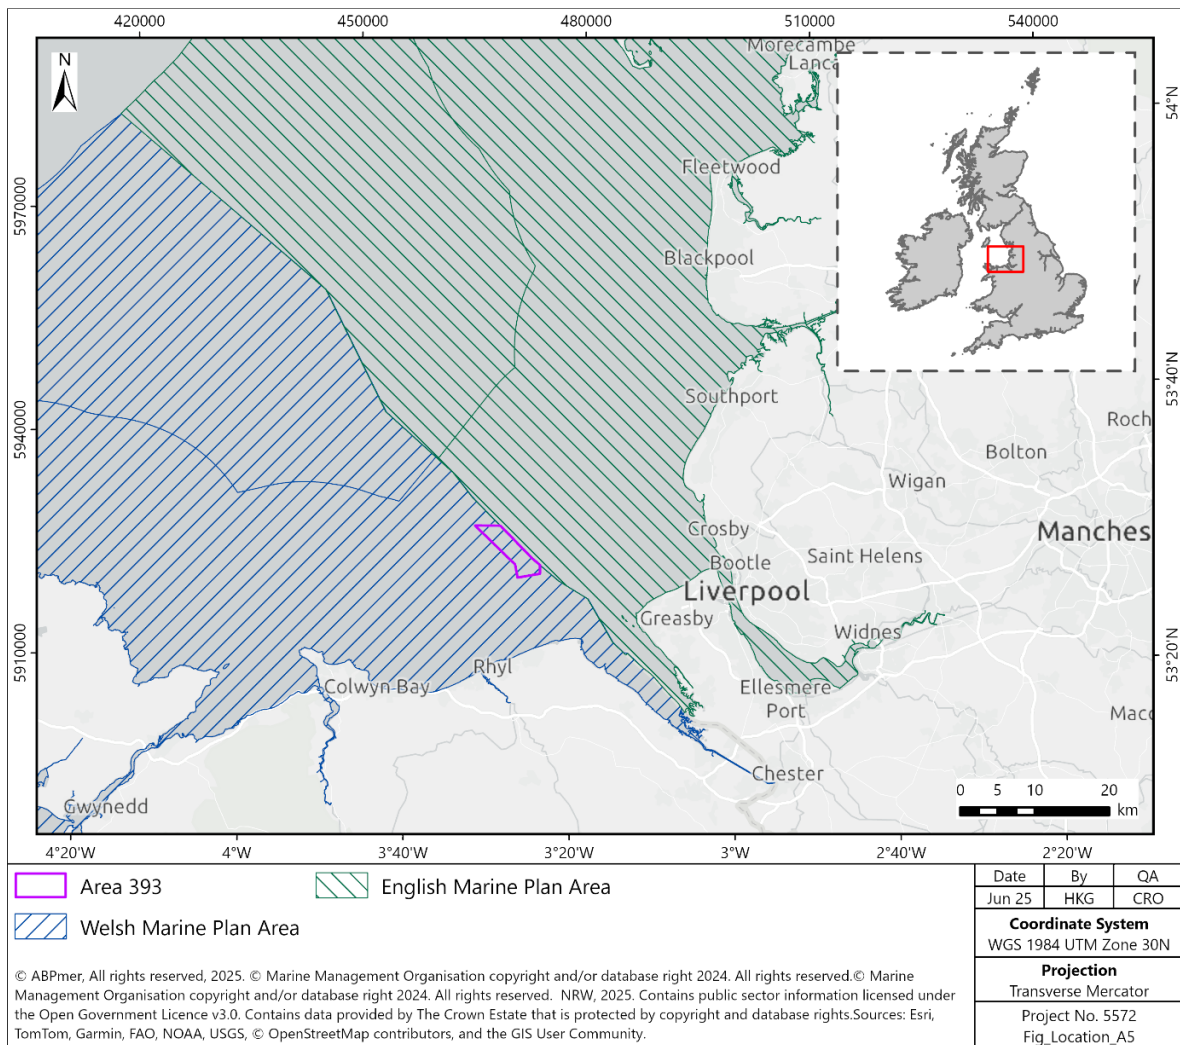 420000 450000 480000 510000 540000
N
Morecambe
Lanca
54°N
Fleetwood
5970000
Blackpool
53°40'N
Southport
Roch
5940000
Bolton
Wigan
Crosby
Manches
Saint Helens
Bootle
Liverpool
Greasby
Widnes
5910000
53°20'N
Rhyl
Colwyn Bay
Ellesmere
Port
Macc
Chester
0 5 10 20
km
Gwynedd
4°20'W 4°W 3°40'W 3°20'W 3°W 2°40'W 2°20'W
Area 393
English Marine Plan Area
Welsh Marine Plan Area
Date By QA
Jun 25 HKG CRO
Coordinate System
WGS 1984 UTM Zone 30N
Projection
Transverse Mercator
Project No. 5572
Fig_Location_A5
© ABPmer, All rights reserved, 2025. © Marine Management Organisation copyright and/or database right 2024. All rights reserved.© Marine
Management Organisation copyright and/or database right 2024. All rights reserved.  NRW, 2025. Contains public sector information licensed under
the Open Government Licence v3.0. Contains data provided by The Crown Estate that is protected by copyright and database rights.Sources: Esri,
TomTom, Garmin, FAO, NOAA, USGS, © OpenStreetMap contributors, and the GIS User Community.